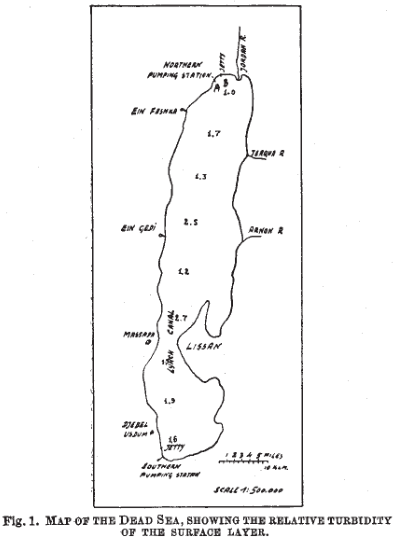 NORTHERN
PUMPING STATION
JETTY
JORDAN R.
A B
1.0
EIN FESHHA
1.7
ZERQHA R
1.3
2.5
EIN GEDI
ARNON R
1.2
2.7
CANAL
MASSADA
LISSAN
LYNCH
1.9
DJEBEL
USDUM
1.6
JETTY
SOUTHERN
PUMPING STATION
1 2 3 4 5 MILES
10 K.M.
SCALE 1:500.000
Fig. 1. MAP OF THE DEAD SEA, SHOWING THE RELATIVE TURBIDITY
OF THE SURFACE LAYER.